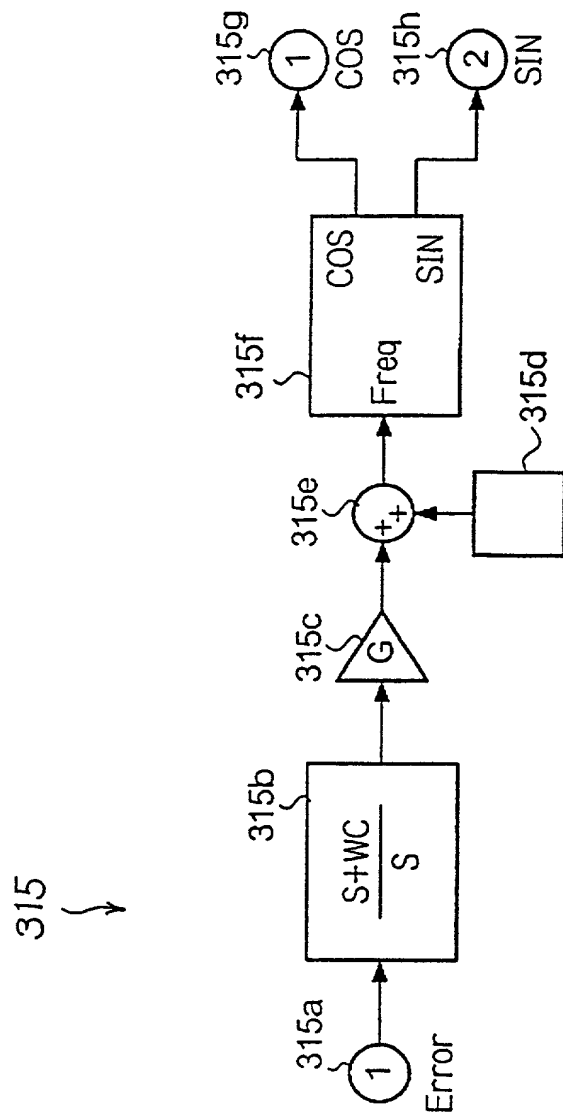 315
315a
1
Error
315b
S+WC
S
315c
G
315e
+
+
315d
315f
Freq
COS
SIN
315g
1
COS
315h
2
SIN